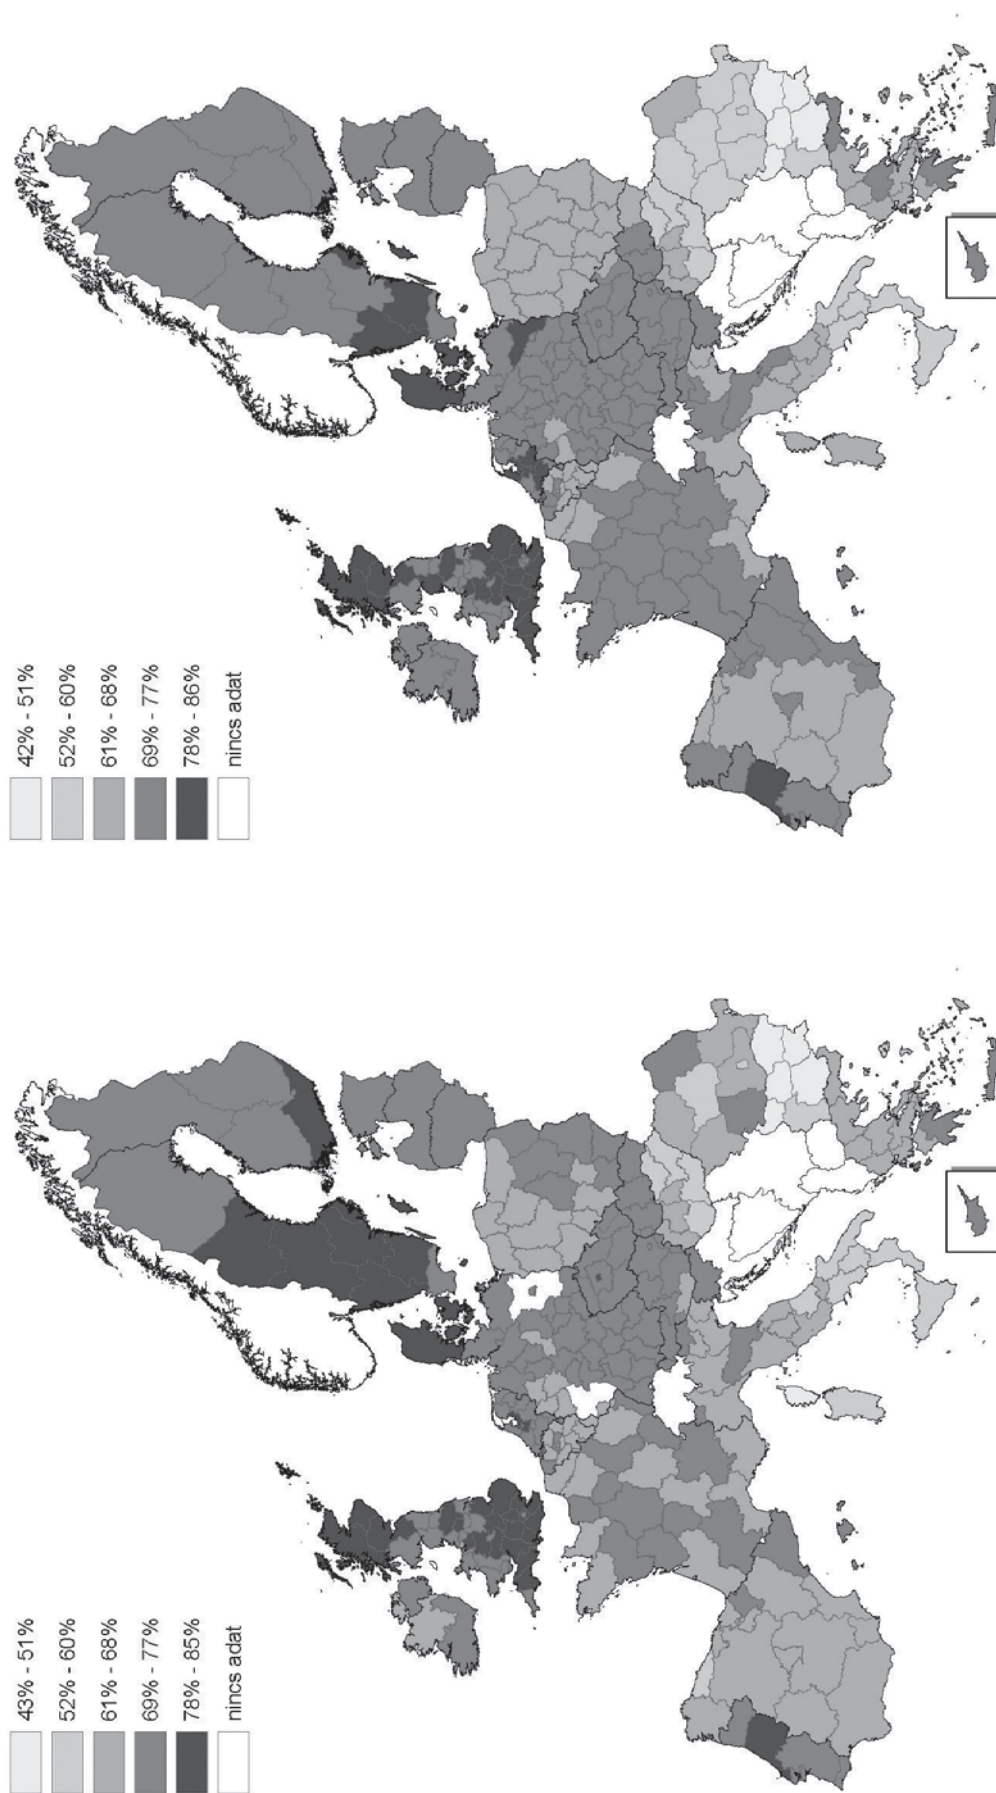 42% - 51%
52% - 60%
61% - 68%
69% - 77%
78% - 86%
nincs adat
43% - 51%
52% - 60%
61% - 68%
69% - 77%
78% - 85%
nincs adat